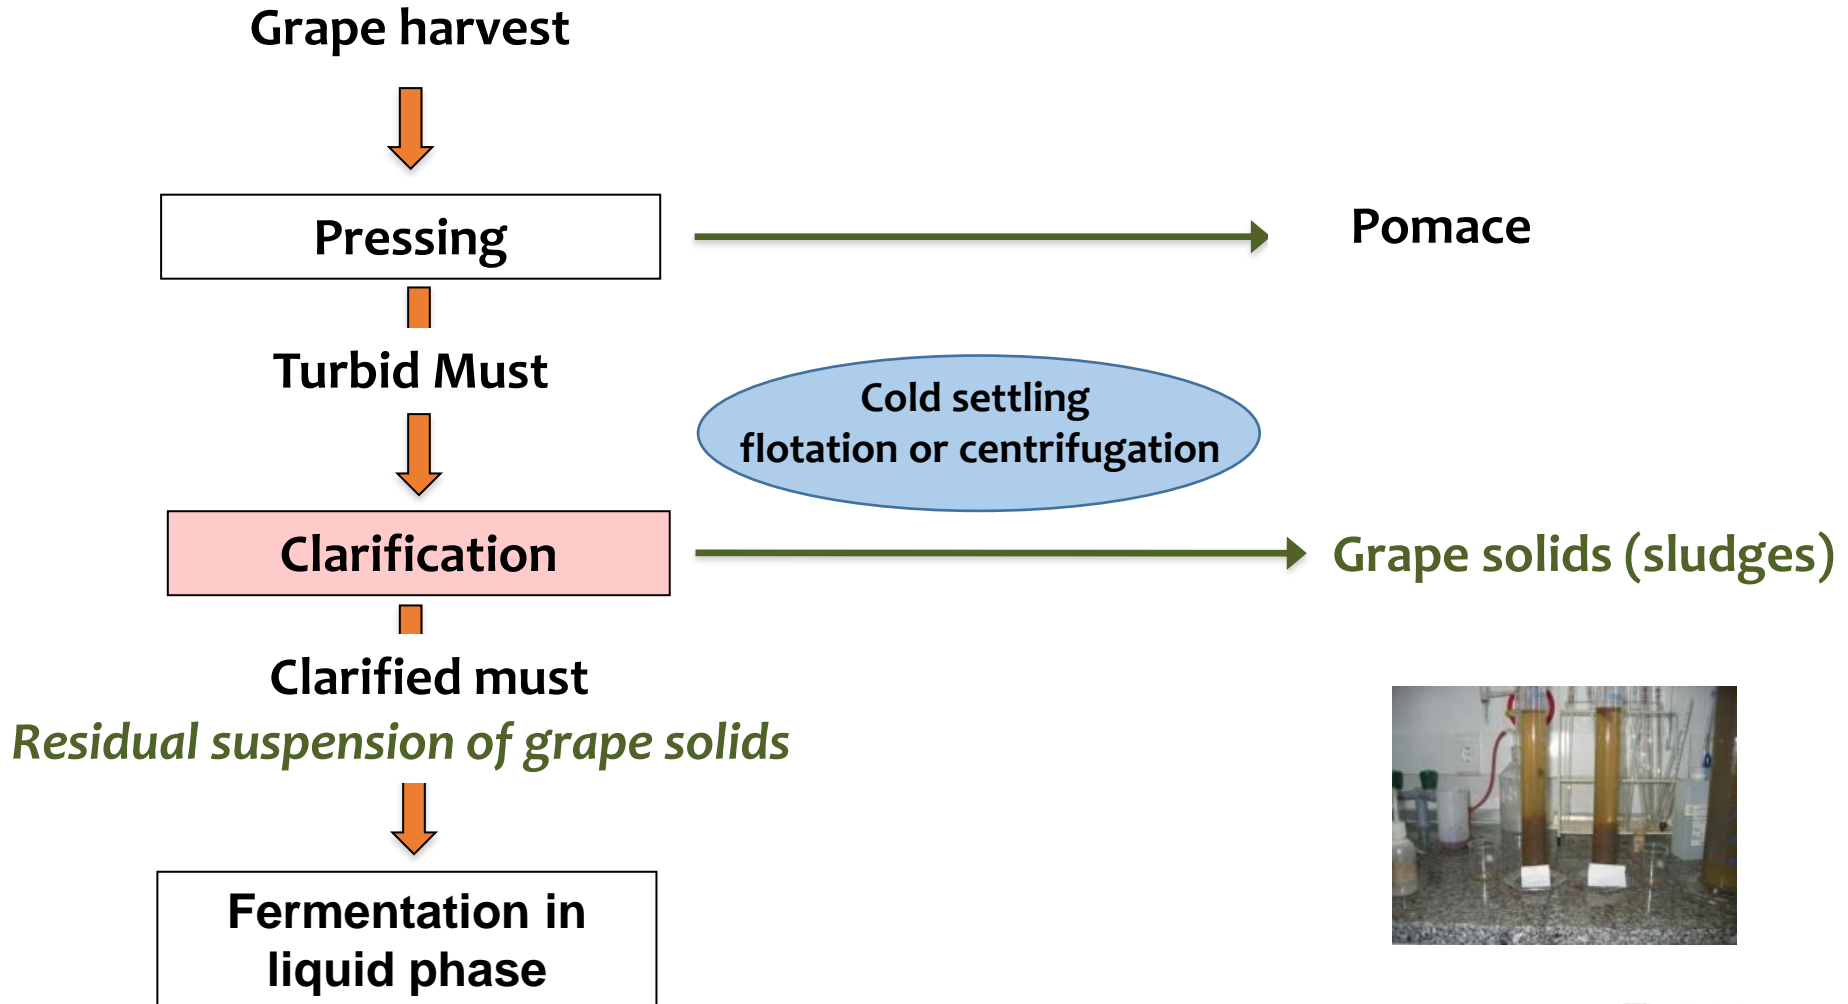 Grape harvest
Pressing
Pomace
Turbid Must
Cold settling
flotation or centrifugation
Clarification
Grape solids (sludges)
Clarified must
Residual suspension of grape solids
Fermentation in
liquid phase